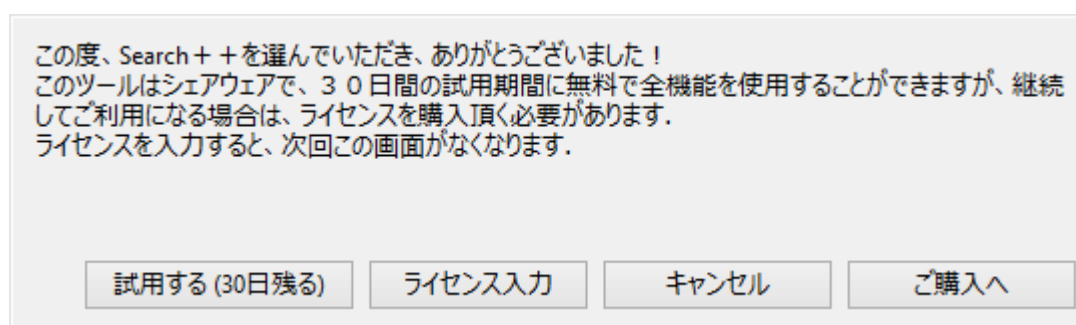 この度、Search＋＋を選んでいただき、ありがとうございました！
このツールはシェアウェアで、３０日間の試用期間に無料で全機能を使用することができますが、継続
してご利用になる場合は、ライセンスを購入頂く必要があります.
ライセンスを入力すると、次回この画面がなくなります.
試用する (30日残る) ライセンス入力 キャンセル ご購入へ